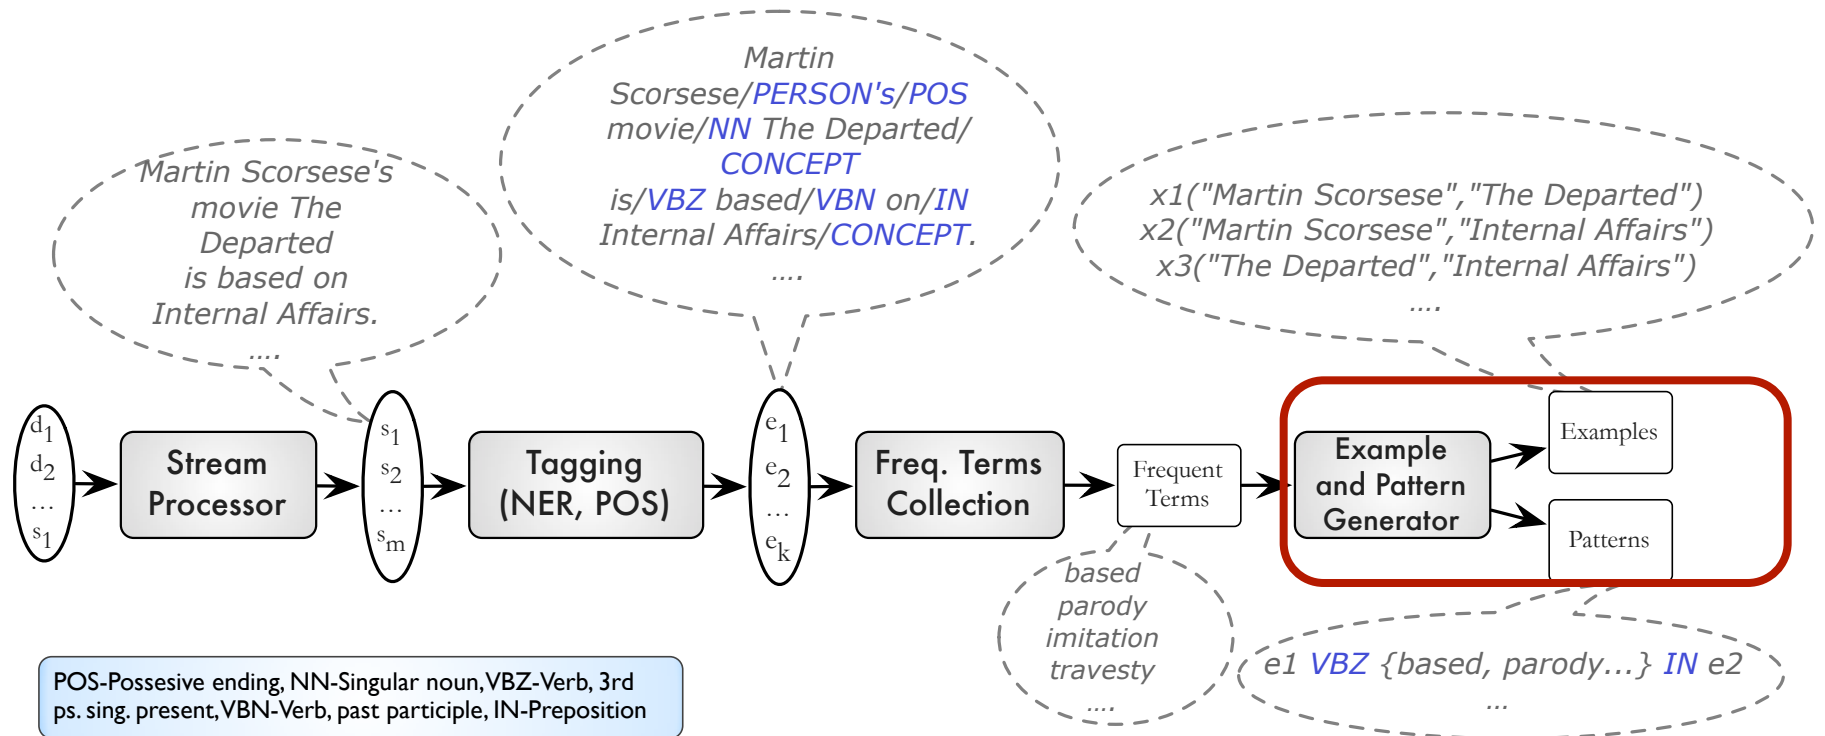 Martin
Scorsese/PERSON's/POS
movie/NN The Departed/
CONCEPT
is/VBZ based/VBN on/IN
Internal Affairs/CONCEPT.
....
Martin Scorsese's
movie The
Departed
is based on
Internal Affairs.
....
x1("Martin Scorsese","The Departed")
x2("Martin Scorsese","Internal Affairs")
x3("The Departed","Internal Affairs")
....
d1
d2
...
s1
Stream
Processor
s1
s2
...
sm
Tagging
(NER, POS)
e1
e2
...
ek
Freq. Terms
Collection
Frequent
Terms
Example
and Pattern
Generator
Examples
Patterns
based
parody
imitation
travesty
....
e1 VBZ {based, parody...} IN e2
...
POS-Possesive ending, NN-Singular noun, VBZ-Verb, 3rd
ps. sing. present, VBN-Verb, past participle, IN-Preposition